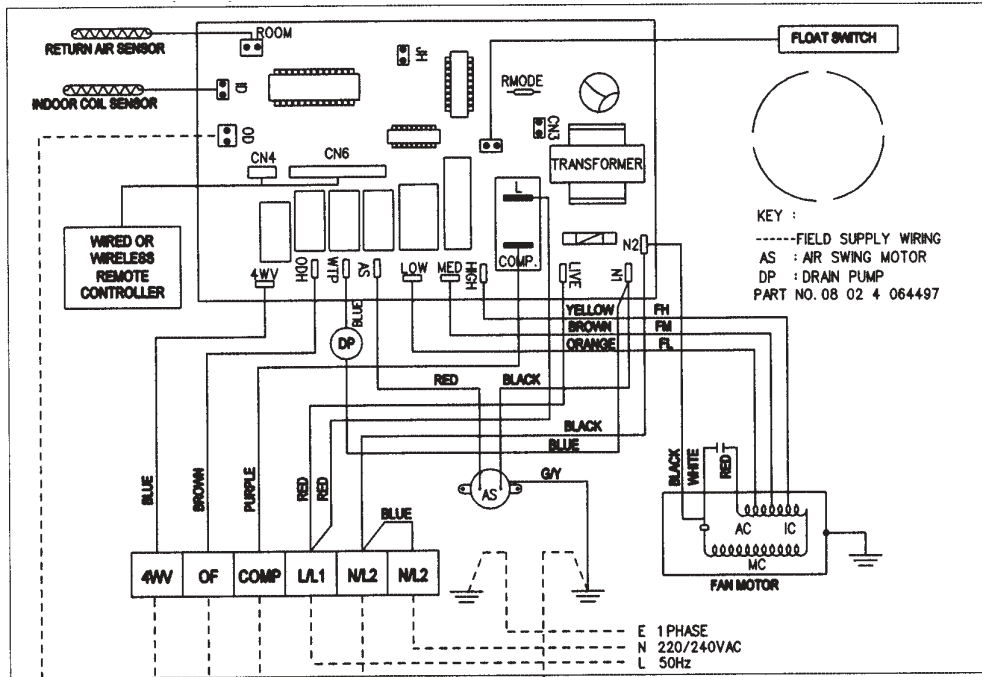 RETURN AIR SENSOR
ROOM
INDOOR COIL SENSOR
ID
OD
JH
RMODE
FLOAT SWITCH
CN3
TRANSFORMER
CN4
CN6
L
COMP.
N2
WIRED OR
WIRELESS
REMOTE
CONTROLLER
4WV
ODH
WTP
AS
LOW
MED
HIGH
LIVE
N1
KEY :
-----FIELD SUPPLY WIRING
AS : AIR SWING MOTOR
DP : DRAIN PUMP
PART NO. 08 02 4 064497
BLUE
DP
YELLOW FH
BROWN FM
ORANGE FL
RED
BLACK
BLACK
BLUE
BLUE
BROWN
PURPLE
RED
RED
BLUE
AS
G/Y
BLACK
WHITE
RED
AC
IC
MC
FAN MOTOR
4WV
OF
COMP
L/L1
N/L2
N/L2
E 1PHASE
N 220/240VAC
L 50Hz